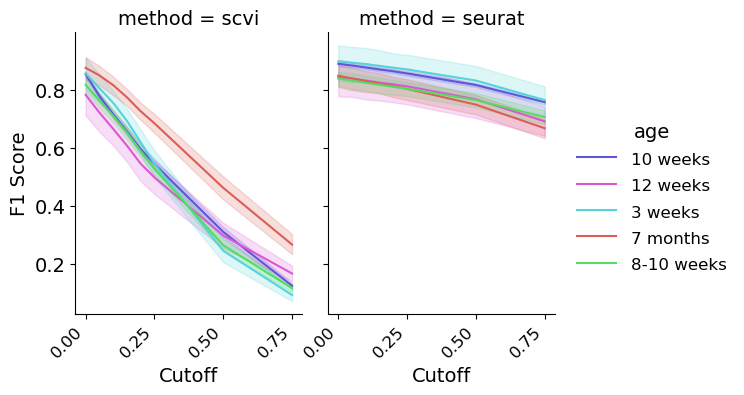 method = scvi
method = seurat
F1 Score
0.8
0.6
0.4
0.2
0.00
0.25
0.50
0.75
0.00
0.25
0.50
0.75
Cutoff
Cutoff
age
10 weeks
12 weeks
3 weeks
7 months
8-10 weeks